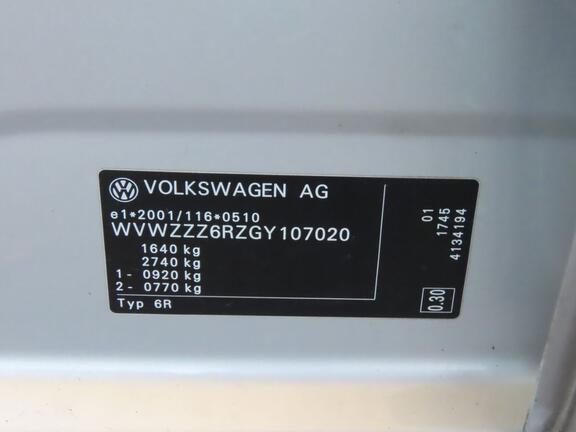 VOLKSWAGEN AG
e1*2001/116*0510
WVWZZZ6RZGY107020
1640 kg
2740 kg
1- 0920 kg
2- 0770 kg
Typ 6R
01
1745
4134194
0.30